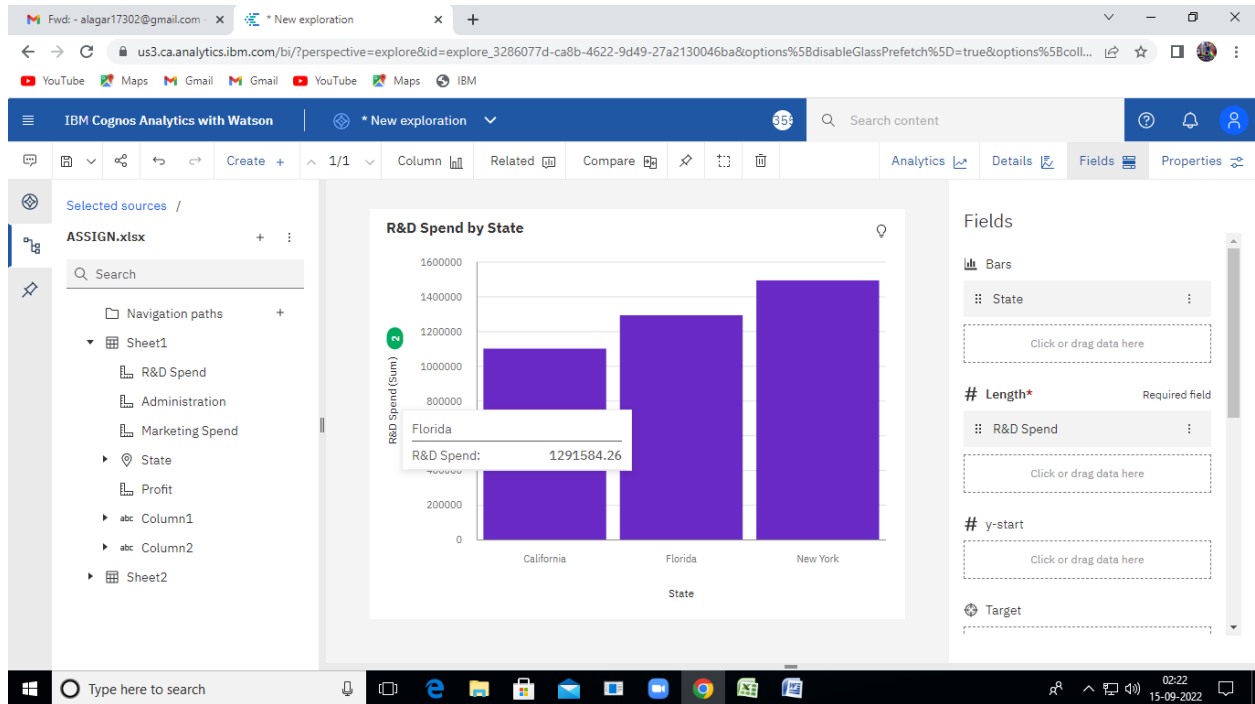 Fwd: - alagar17302@gmail.com -
* New exploration
us3.ca.analytics.ibm.com/bi/?perspective=explore&id=explore_3286077d-ca8b-4622-9d49-27a2130046ba&options%5BdisableGlassPrefetch%5D=true&options%5Bcoll...
YouTube Maps Gmail Gmail YouTube Maps IBM
IBM Cognos Analytics with Watson
* New exploration
Search content
Create + 1/1 Column Related Compare Analytics Details Fields Properties
Selected sources /
ASSIGN.xlsx
Search
Navigation paths
Sheet1
R&D Spend
Administration
Marketing Spend
State
Profit
abc Column1
abc Column2
Sheet2
R&D Spend by State
1600000
1400000
1200000
1000000
800000
400000
200000
0
2
R&D Spend (Sum)
Florida
R&D Spend: 1291584.26
California Florida New York
State
Fields
Bars
State
Click or drag data here
# Length* Required field
R&D Spend
Click or drag data here
# y-start
Click or drag data here
Target
Type here to search
02:22
15-09-2022